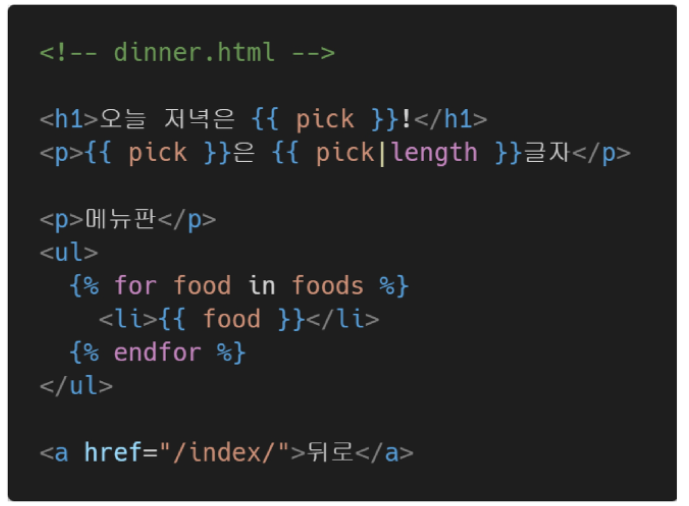 <!-- dinner.html -->
<h1>오늘 저녁은 {{ pick }}!</h1>
<p>{{ pick }}은 {{ pick|length }}글자</p>
<p>메뉴판</p>
<ul>
{% for food in foods %}
<li>{{ food }}</li>
{% endfor %}
</ul>
<a href="/index/">뒤로</a>